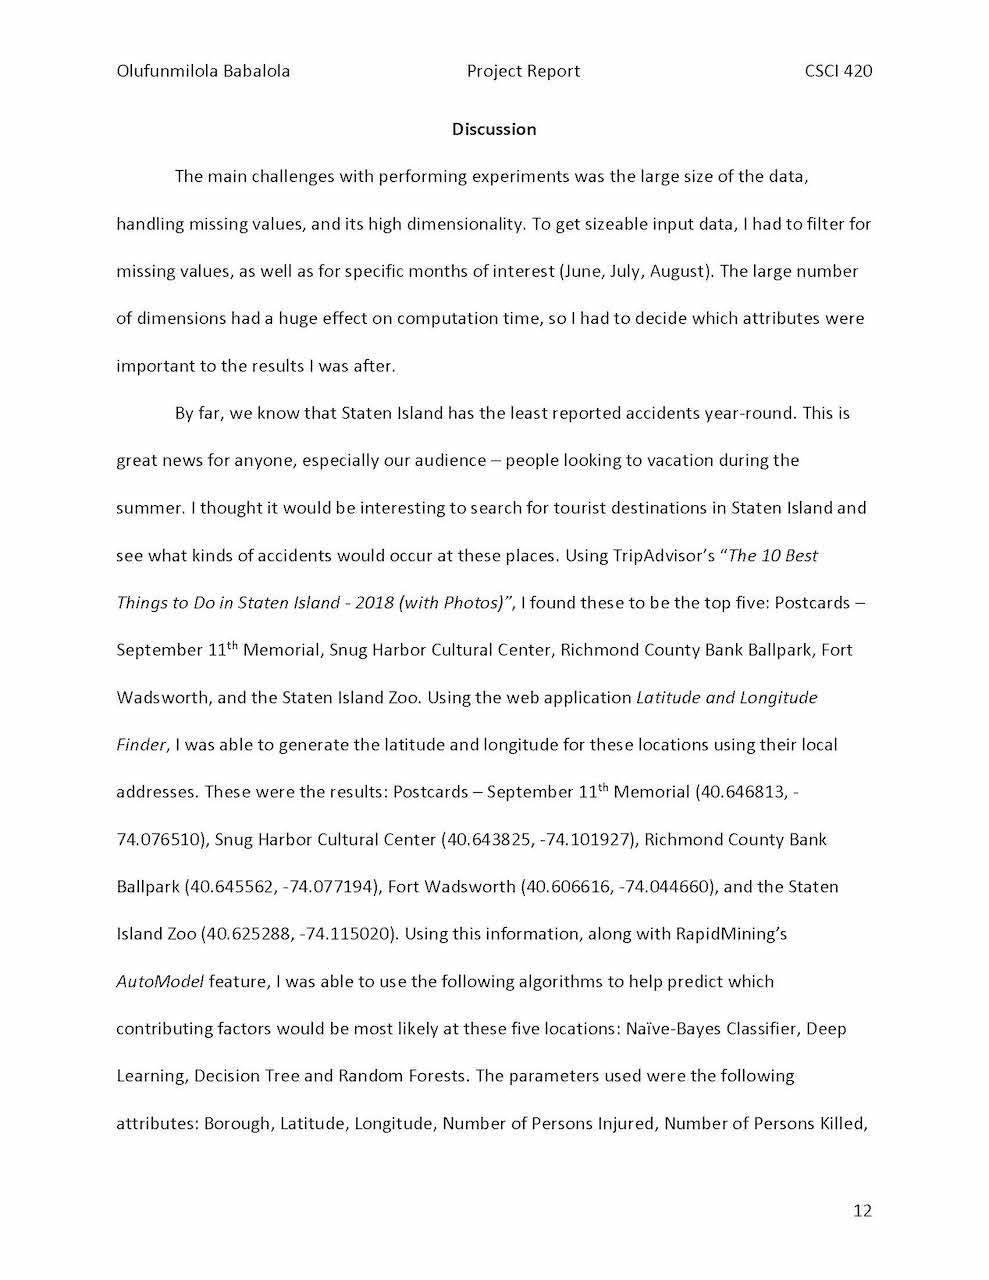 Olufunmilola Babalola Project Report CSCI 420
Discussion
The main challenges with performing experiments was the large size of the data,
handling missing values, and its high dimensionality. To get sizeable input data, I had to filter for
missing values, as well as for specific months of interest (June, July, August). The large number
of dimensions had a huge effect on computation time, so I had to decide which attributes were
important to the results I was after.
By far, we know that Staten Island has the least reported accidents year-round. This is
great news for anyone, especially our audience – people looking to vacation during the
summer. I thought it would be interesting to search for tourist destinations in Staten Island and
see what kinds of accidents would occur at these places. Using TripAdvisor’s “The 10 Best
Things to Do in Staten Island - 2018 (with Photos)”, I found these to be the top five: Postcards –
September 11th Memorial, Snug Harbor Cultural Center, Richmond County Bank Ballpark, Fort
Wadsworth, and the Staten Island Zoo. Using the web application Latitude and Longitude
Finder, I was able to generate the latitude and longitude for these locations using their local
addresses. These were the results: Postcards – September 11th Memorial (40.646813, -
74.076510), Snug Harbor Cultural Center (40.643825, -74.101927), Richmond County Bank
Ballpark (40.645562, -74.077194), Fort Wadsworth (40.606616, -74.044660), and the Staten
Island Zoo (40.625288, -74.115020). Using this information, along with RapidMining’s
AutoModel feature, I was able to use the following algorithms to help predict which
contributing factors would be most likely at these five locations: Naïve-Bayes Classifier, Deep
Learning, Decision Tree and Random Forests. The parameters used were the following
attributes: Borough, Latitude, Longitude, Number of Persons Injured, Number of Persons Killed,
12